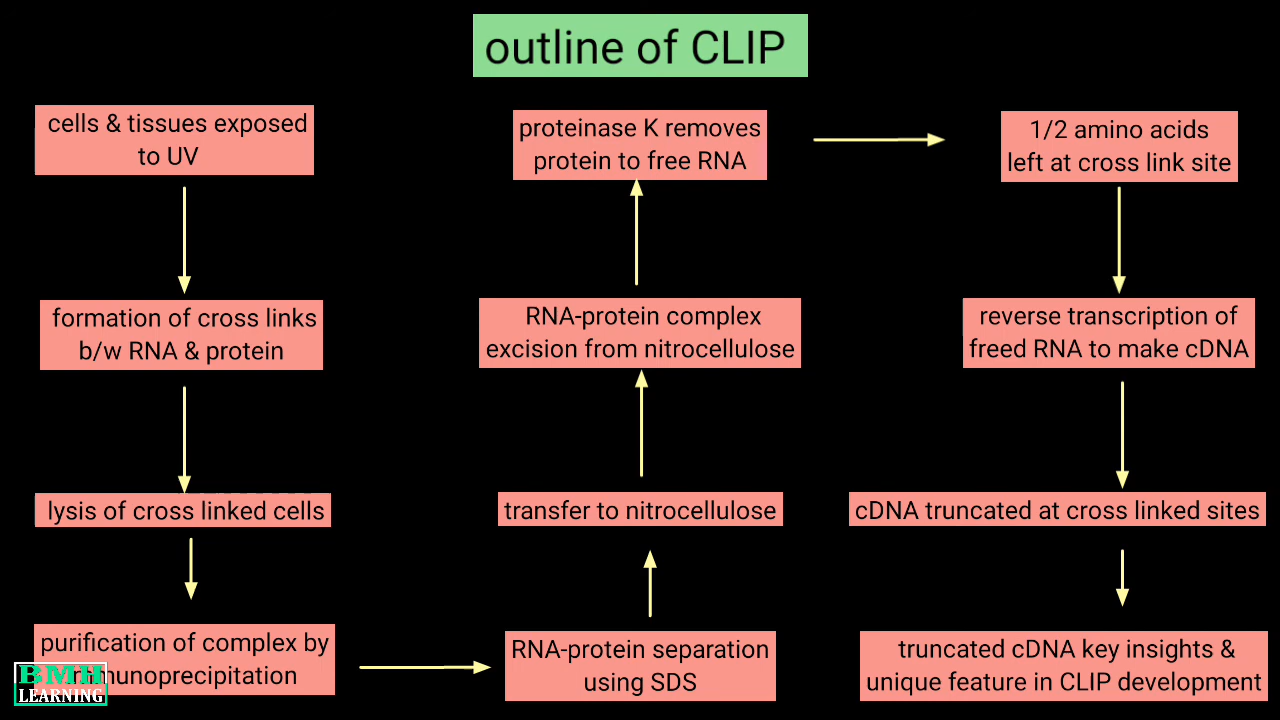 outline of CLIP
cells & tissues exposed
to UV
formation of cross links
b/w RNA & protein
lysis of cross linked cells
purification of complex by
munoprecipitation
BMH
LEARNING
RNA-protein separation
using SDS
transfer to nitrocellulose
RNA-protein complex
excision from nitrocellulose
proteinase K removes
protein to free RNA
1/2 amino acids
left at cross link site
reverse transcription of
freed RNA to make cDNA
cDNA truncated at cross linked sites
truncated cDNA key insights &
unique feature in CLIP development